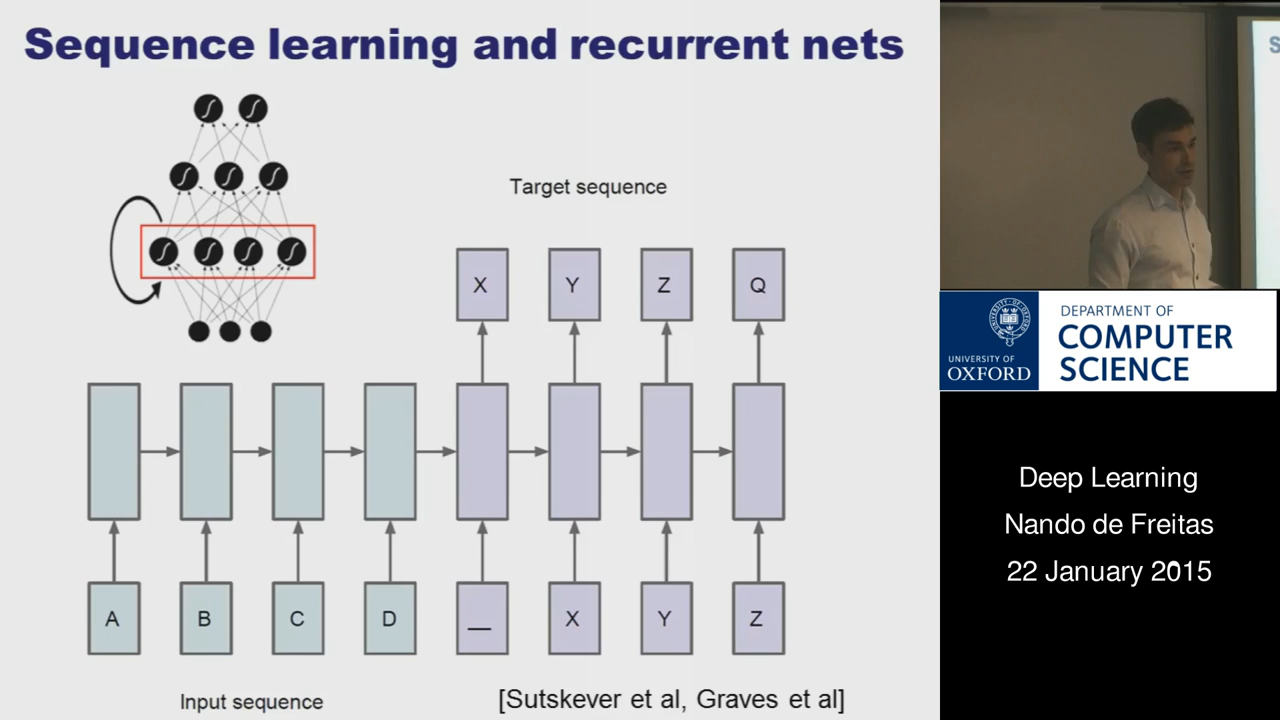 Sequence learning and recurrent nets
Target sequence
X Y Z Q
A B C D _ X Y Z
Input sequence
[Sutskever et al, Graves et al]
S
UNIVERSITY OF
OXFORD
DEPARTMENT OF
COMPUTER
SCIENCE
Deep Learning
Nando de Freitas
22 January 2015